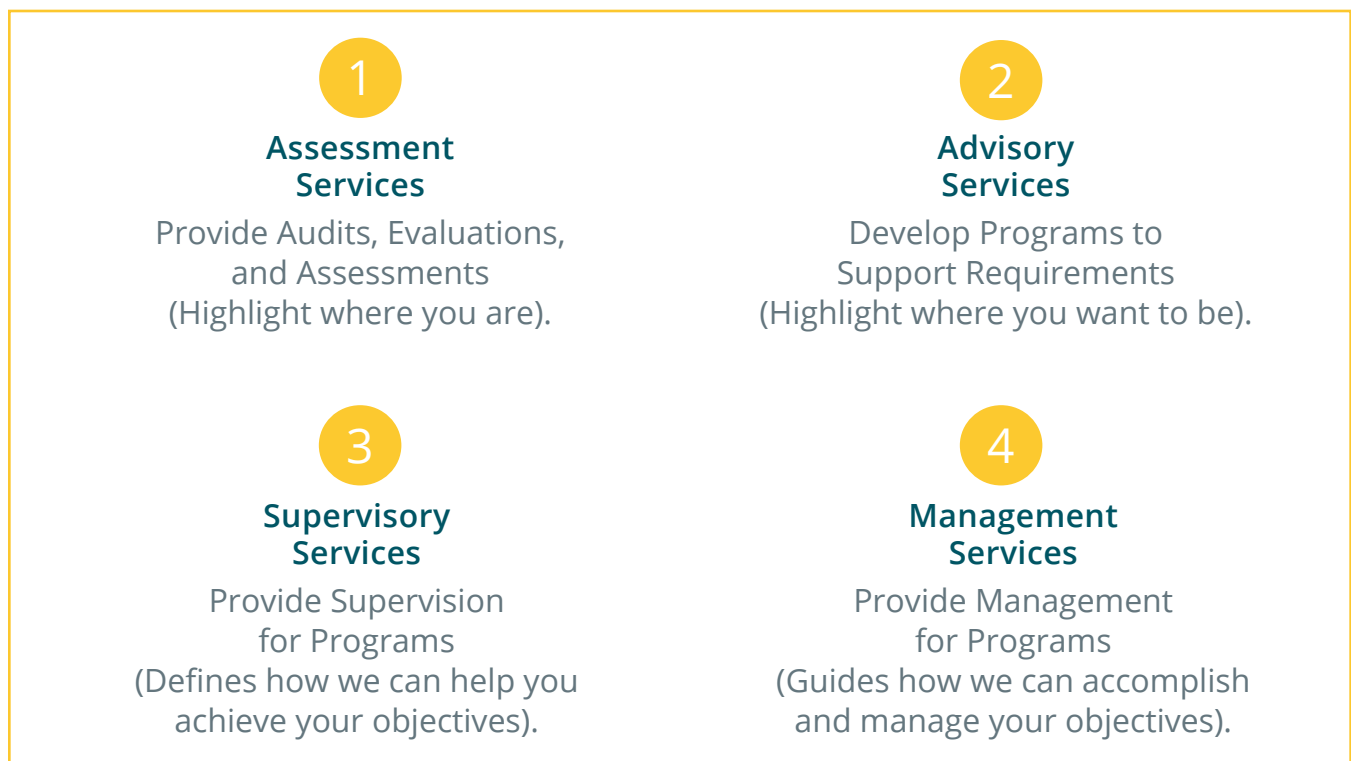 1
Assessment
Services
Provide Audits, Evaluations,
and Assessments
(Highlight where you are).
2
Advisory
Services
Develop Programs to
Support Requirements
(Highlight where you want to be).
3
Supervisory
Services
Provide Supervision
for Programs
(Defines how we can help you
achieve your objectives).
4
Management
Services
Provide Management
for Programs
(Guides how we can accomplish
and manage your objectives).